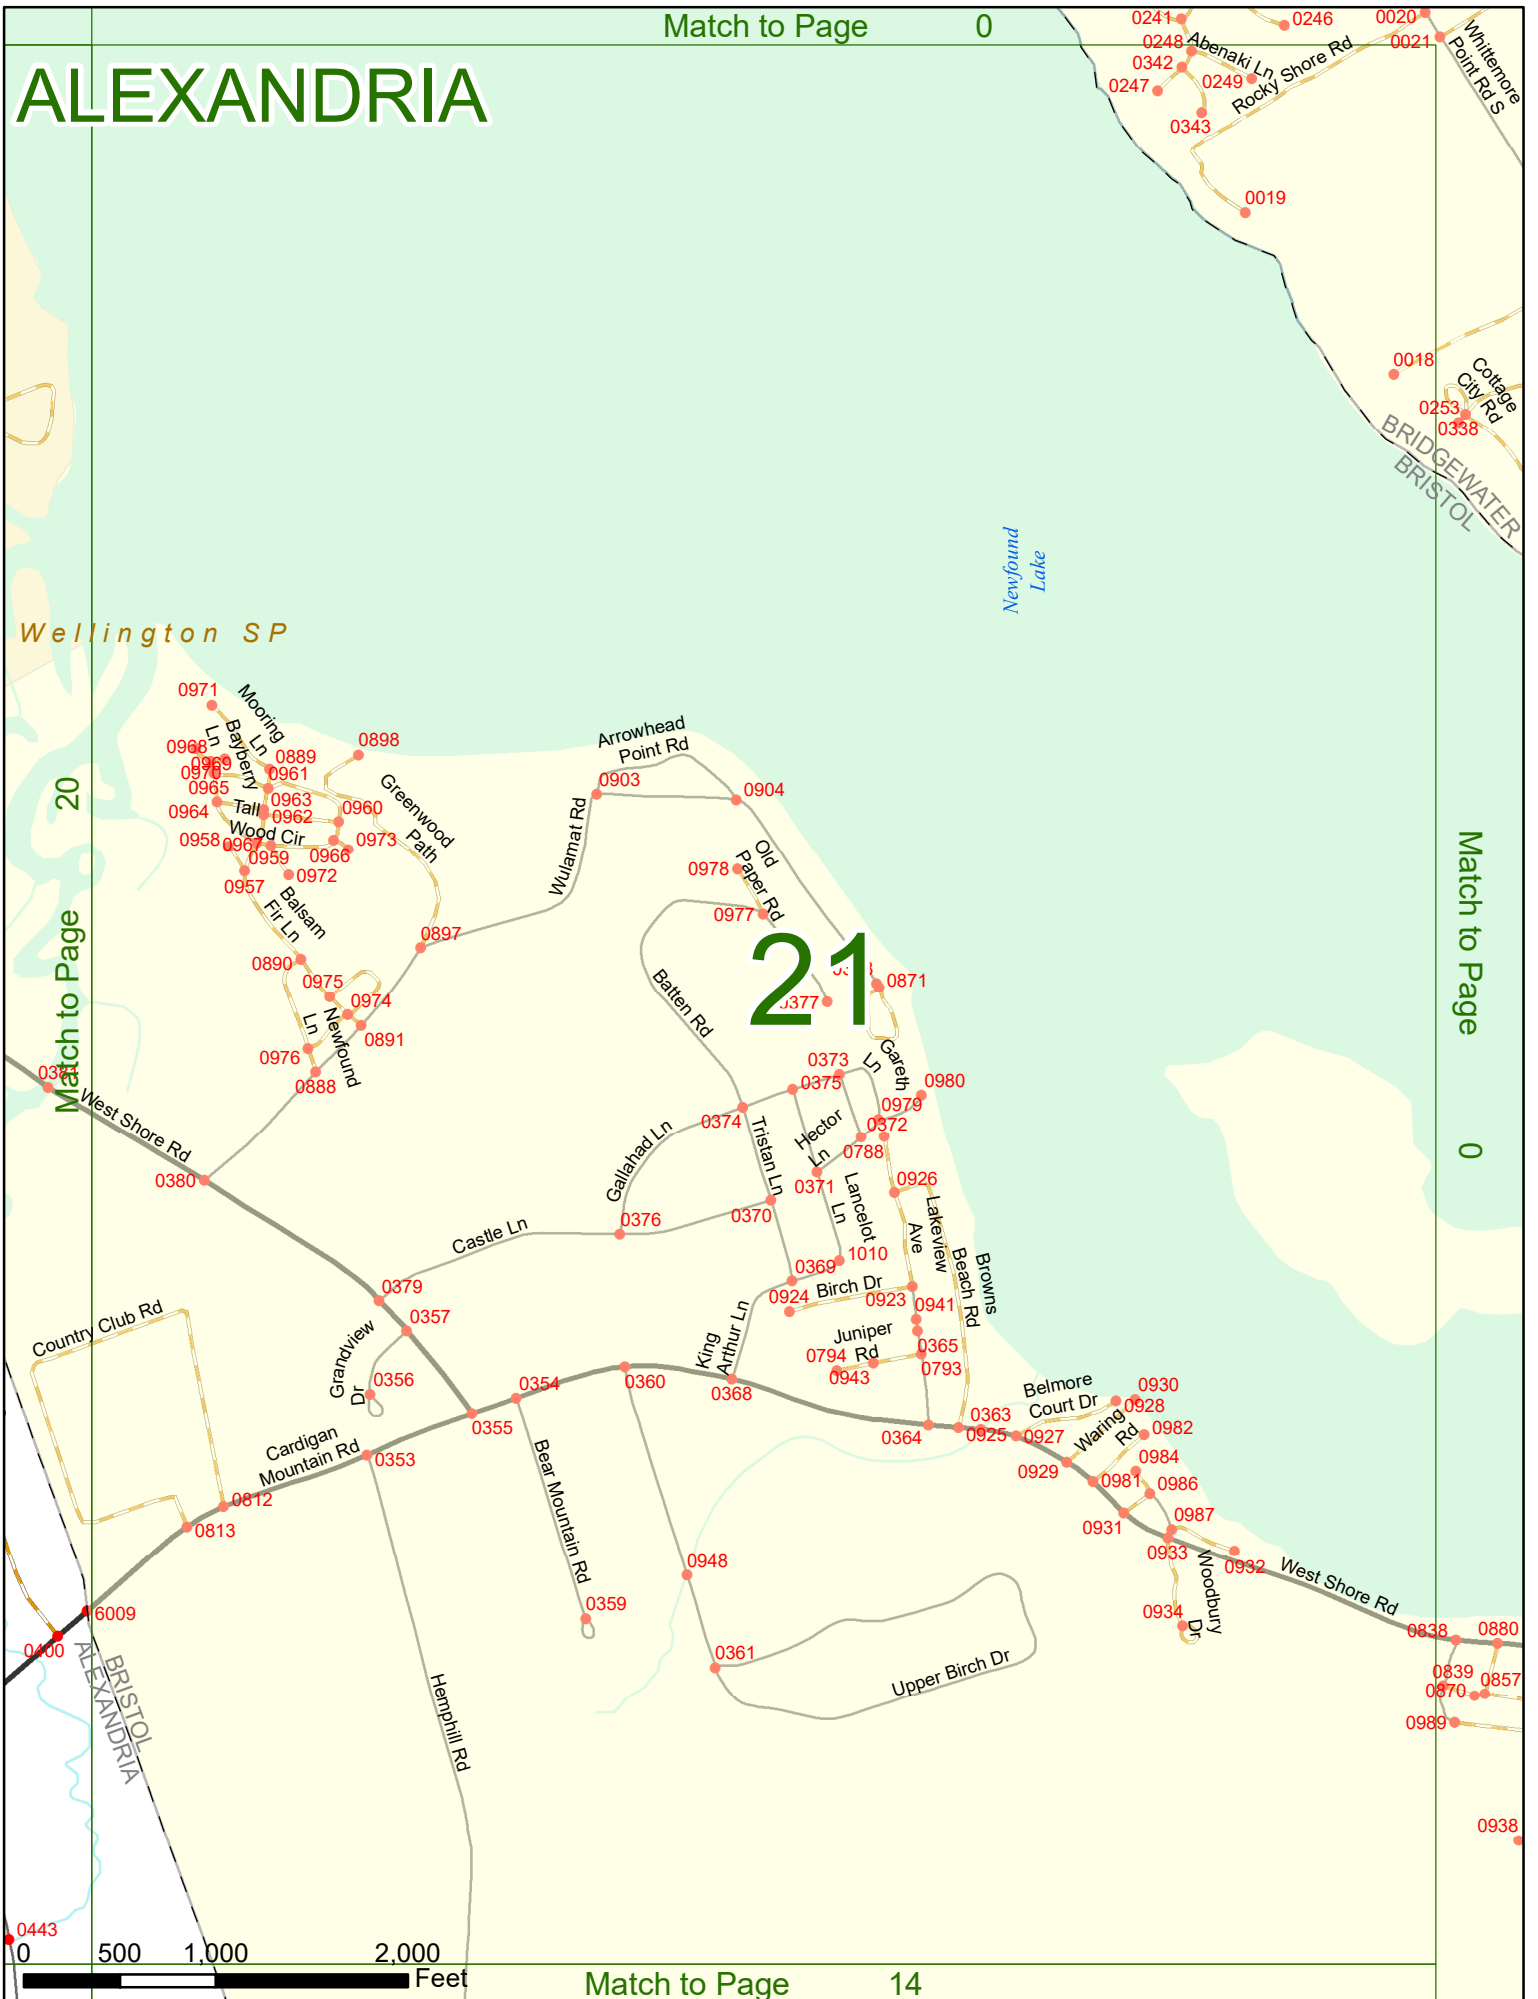 Match to Page 0
ALEXANDRIA
0241
0246
0020
0248
0021
Abenaki Ln
Whittemore
Point Rd S
0342
0249
0247
Rocky Shore Rd
0343
0019
0018
Cottage
City Rd
0253
0338
BRIDGEWATER
BRISTOL
Newfound
Lake
Wellington SP
0971
Mooring
Ln
Bayberry
Ln
0968
0969
0970
0889
0961
0898
Arrowhead
Point Rd
0965
0963
0964
Tall
0962
0960
Wood Cir
0958
0967
0959
0966
0973
Greenwood
Path
0903
0904
Wulamat Rd
0957
0972
Balsam
Fir Ln
Old
Paper Rd
0978
0977
0897
0890
0975
0974
Ln
Newfound
0891
0976
0888
Match to Page 20
21
0377
0871
Batten Rd
Gareth
Ln
0373
0375
0980
0979
0374
0372
0788
Hector
Ln
0381
West Shore Rd
0380
Gallahad Ln
Tristan Ln
0371
0926
Lancelot
Ln
0370
0376
Castle Ln
Lakeview
Ave
Browns
Beach Rd
Match to Page 0
1010
0369
0379
0924
Birch Dr
0923
0357
0941
Country Club Rd
King
Arthur Ln
Juniper
Rd
0365
0794
0943
0793
Grandview
Dr
0356
0354
0360
0368
0355
0930
Belmore
Court Dr
0928
0363
0364
0925
0927
Waring
Rd
0982
Cardigan
Mountain Rd
0353
0929
0984
0981
0986
0812
0813
Bear Mountain Rd
0931
0987
0933
0932
West Shore Rd
0948
Woodbury
Dr
0359
0934
6009
0400
0838
0880
BRISTOL
ALEXANDRIA
0361
Upper Birch Dr
0839
0870
0857
0989
Hemphill Rd
0938
0443
0 500 1,000 2,000
Feet
Match to Page 14